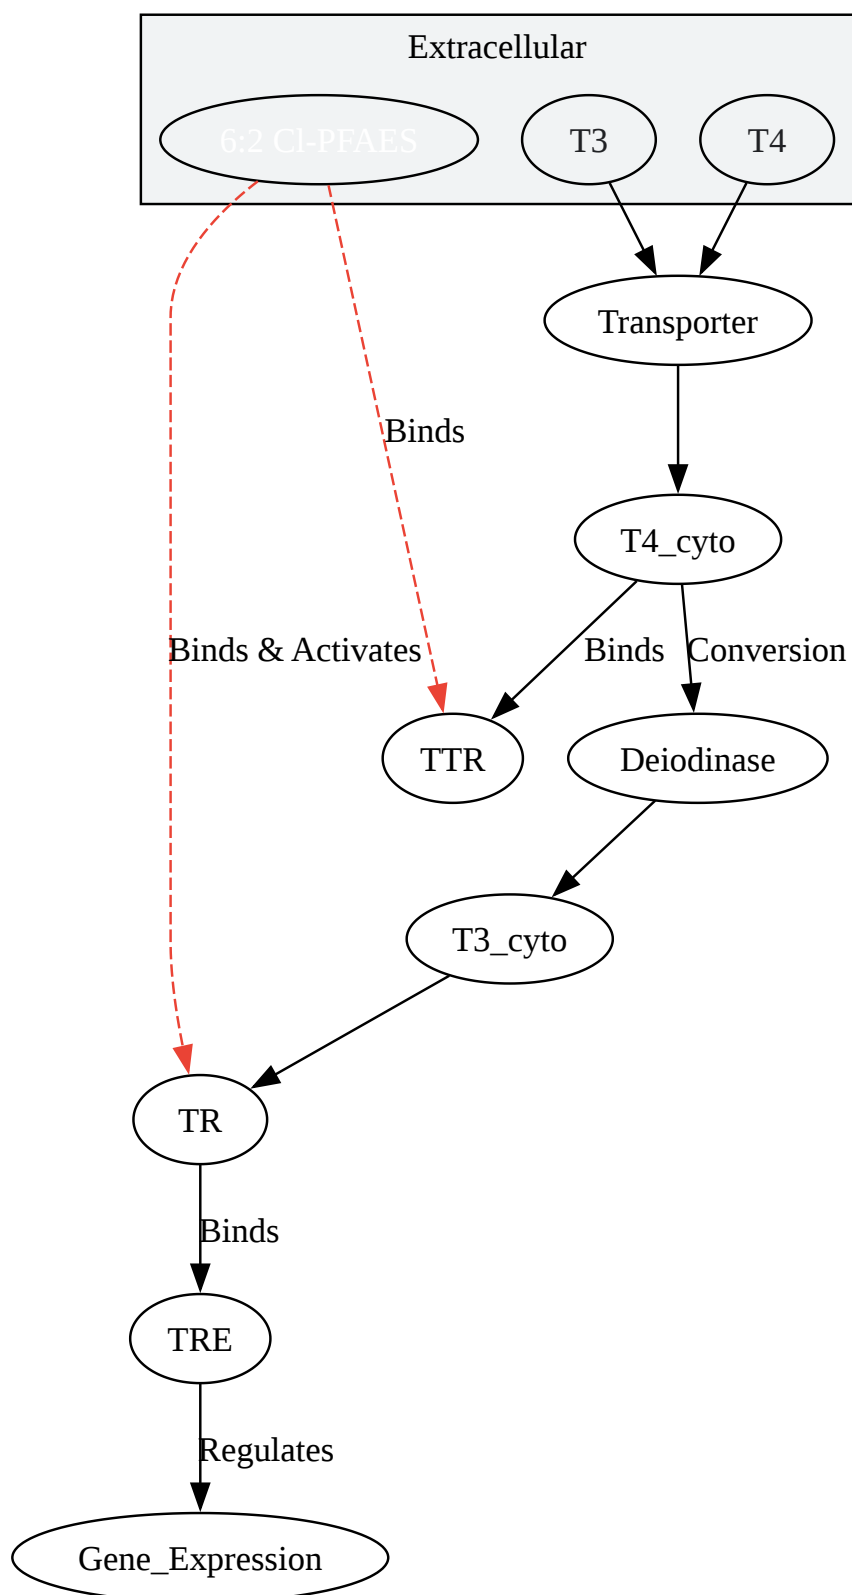 Extracellular
6:2 Cl-PFAES
T3
T4
Transporter
Binds
T4_cyto
Binds & Activates
Binds
Conversion
TTR
Deiodinase
T3_cyto
TR
Binds
TRE
Regulates
Gene_Expression